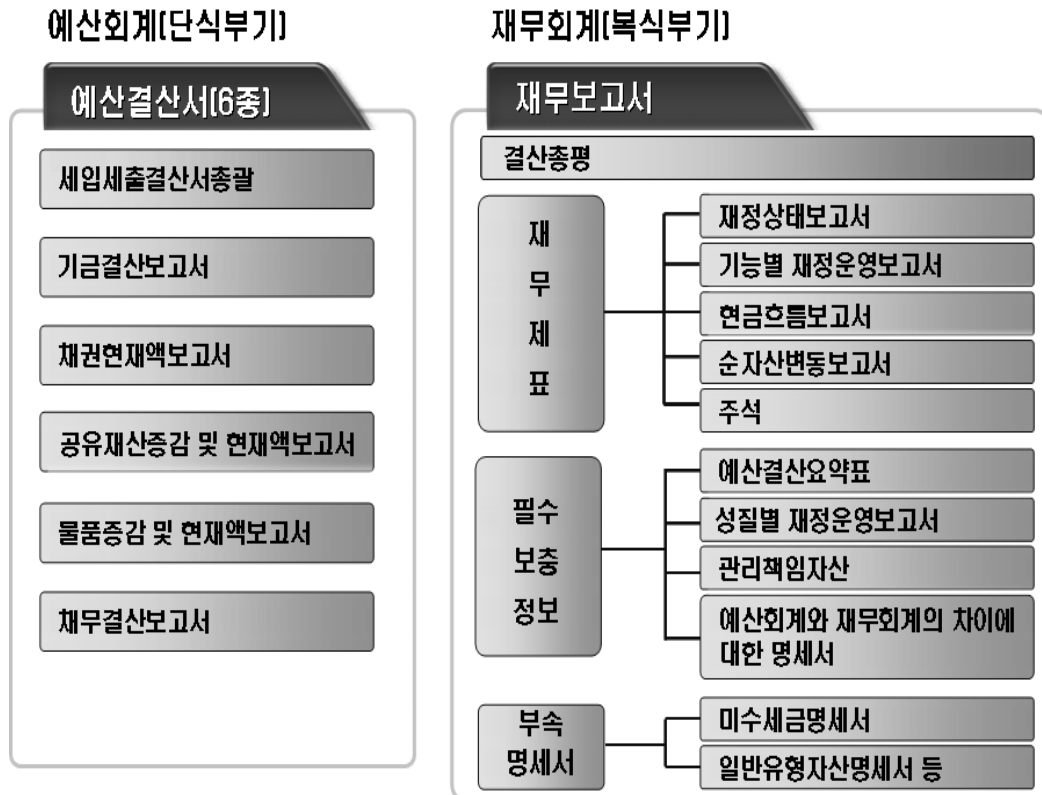 예산회계(단식부기)
예산결산서(6종)
세입세출결산서총괄
기금결산보고서
채권현재액보고서
공유재산증감 및 현재액보고서
물품증감 및 현재액보고서
채무결산보고서
재무회계(복식부기)
재무보고서
결산총평
재
무
제
표
재정상태보고서
기능별 재정운영보고서
현금흐름보고서
순자산변동보고서
주석
필수
보충
정보
예산결산요약표
성질별 재정운영보고서
관리책임자산
예산회계와 재무회계의 차이에
대한 명세서
부속
명세서
미수세금명세서
일반유형자산명세서 등